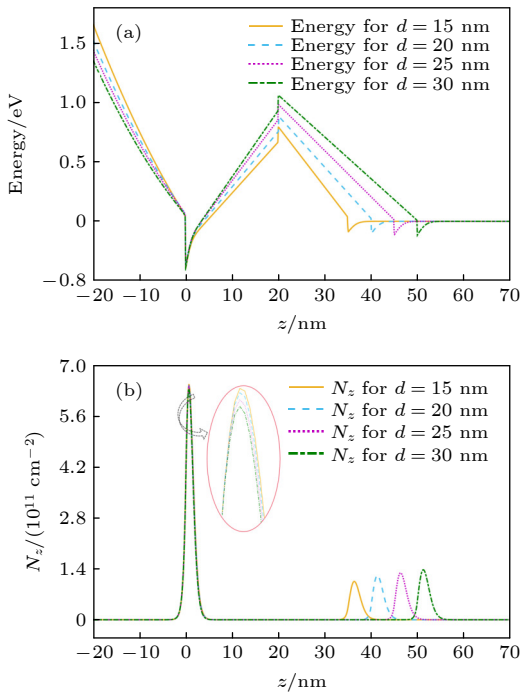 (a)
Energy for d = 15 nm
Energy for d = 20 nm
Energy for d = 25 nm
Energy for d = 30 nm
Energy/eV
1.5
1.0
0.5
0
−0.8
−20 −10 0 10 20 30 40 50 60 70
z/nm
(b)
N_z for d = 15 nm
N_z for d = 20 nm
N_z for d = 25 nm
N_z for d = 30 nm
N_z/(10^11 cm^−2)
7.0
5.6
4.2
2.8
1.4
0
−20 −10 0 10 20 30 40 50 60 70
z/nm